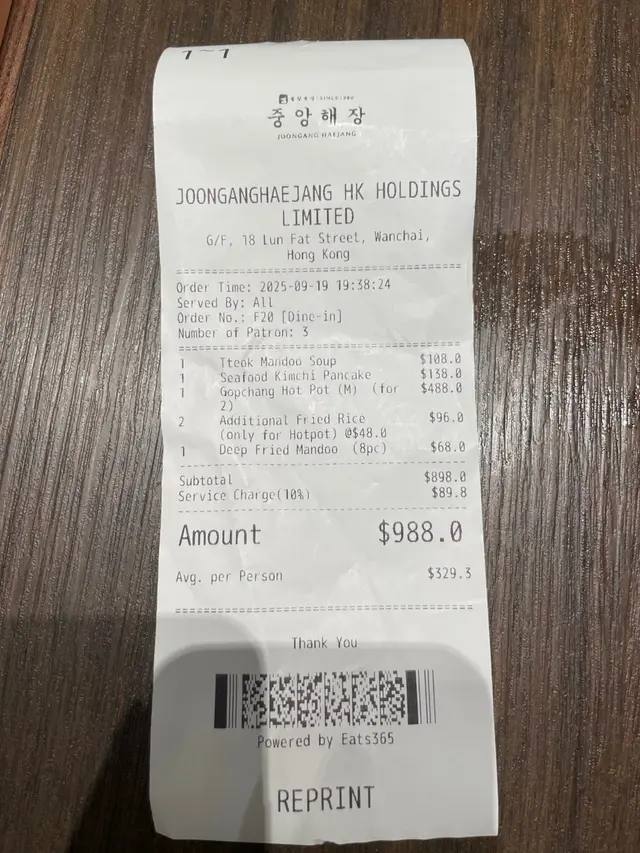 중앙해장
JOONGANG HAEJANG
JOONGANGHAEJANG HK HOLDINGS
LIMITED
G/F, 18 Lun Fat Street, Wanchai,
Hong Kong
Order Time: 2025-09-19 19:38:24
Served By: All
Order No.: F20 [Dine-in]
Number of Patron: 3
1 Tteok Mandoo Soup $108.0
1 Seafood Kimchi Pancake $138.0
1 Gopchang Hot Pot (M) (for $488.0
2)
2 Additional Fried Rice $96.0
(only for Hotpot) @$48.0
1 Deep Fried Mandoo (8pc) $68.0
Subtotal $898.0
Service Charge(10%) $89.8
Amount $988.0
Avg. per Person $329.3
Thank You
Powered by Eats365
REPRINT